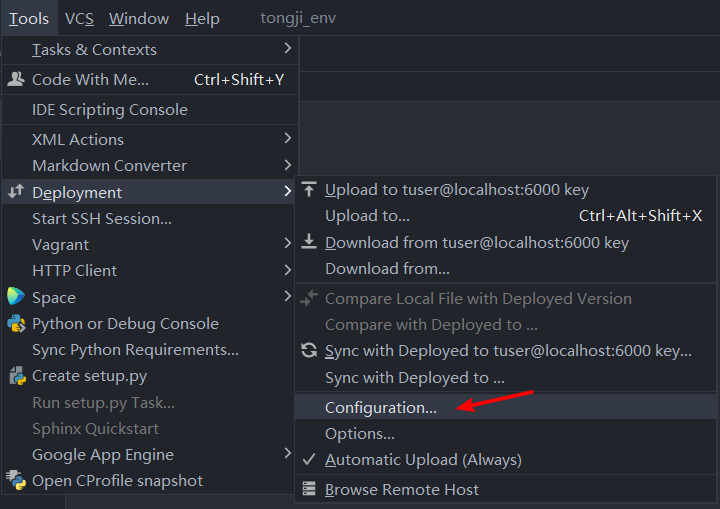 Tools VCS Window Help tongji_env
Tasks & Contexts
Code With Me... Ctrl+Shift+Y
IDE Scripting Console
XML Actions
Markdown Converter
Deployment
Start SSH Session...
Vagrant
HTTP Client
Space
Python or Debug Console
Sync Python Requirements...
Create setup.py
Run setup.py Task...
Sphinx Quickstart
Google App Engine
Open CProfile snapshot
Upload to tuser@localhost:6000 key
Upload to... Ctrl+Alt+Shift+X
Download from tuser@localhost:6000 key
Download from...
Compare Local File with Deployed Version
Compare with Deployed to ...
Sync with Deployed to tuser@localhost:6000 key...
Sync with Deployed to ...
Configuration...
Options...
Automatic Upload (Always)
Browse Remote Host